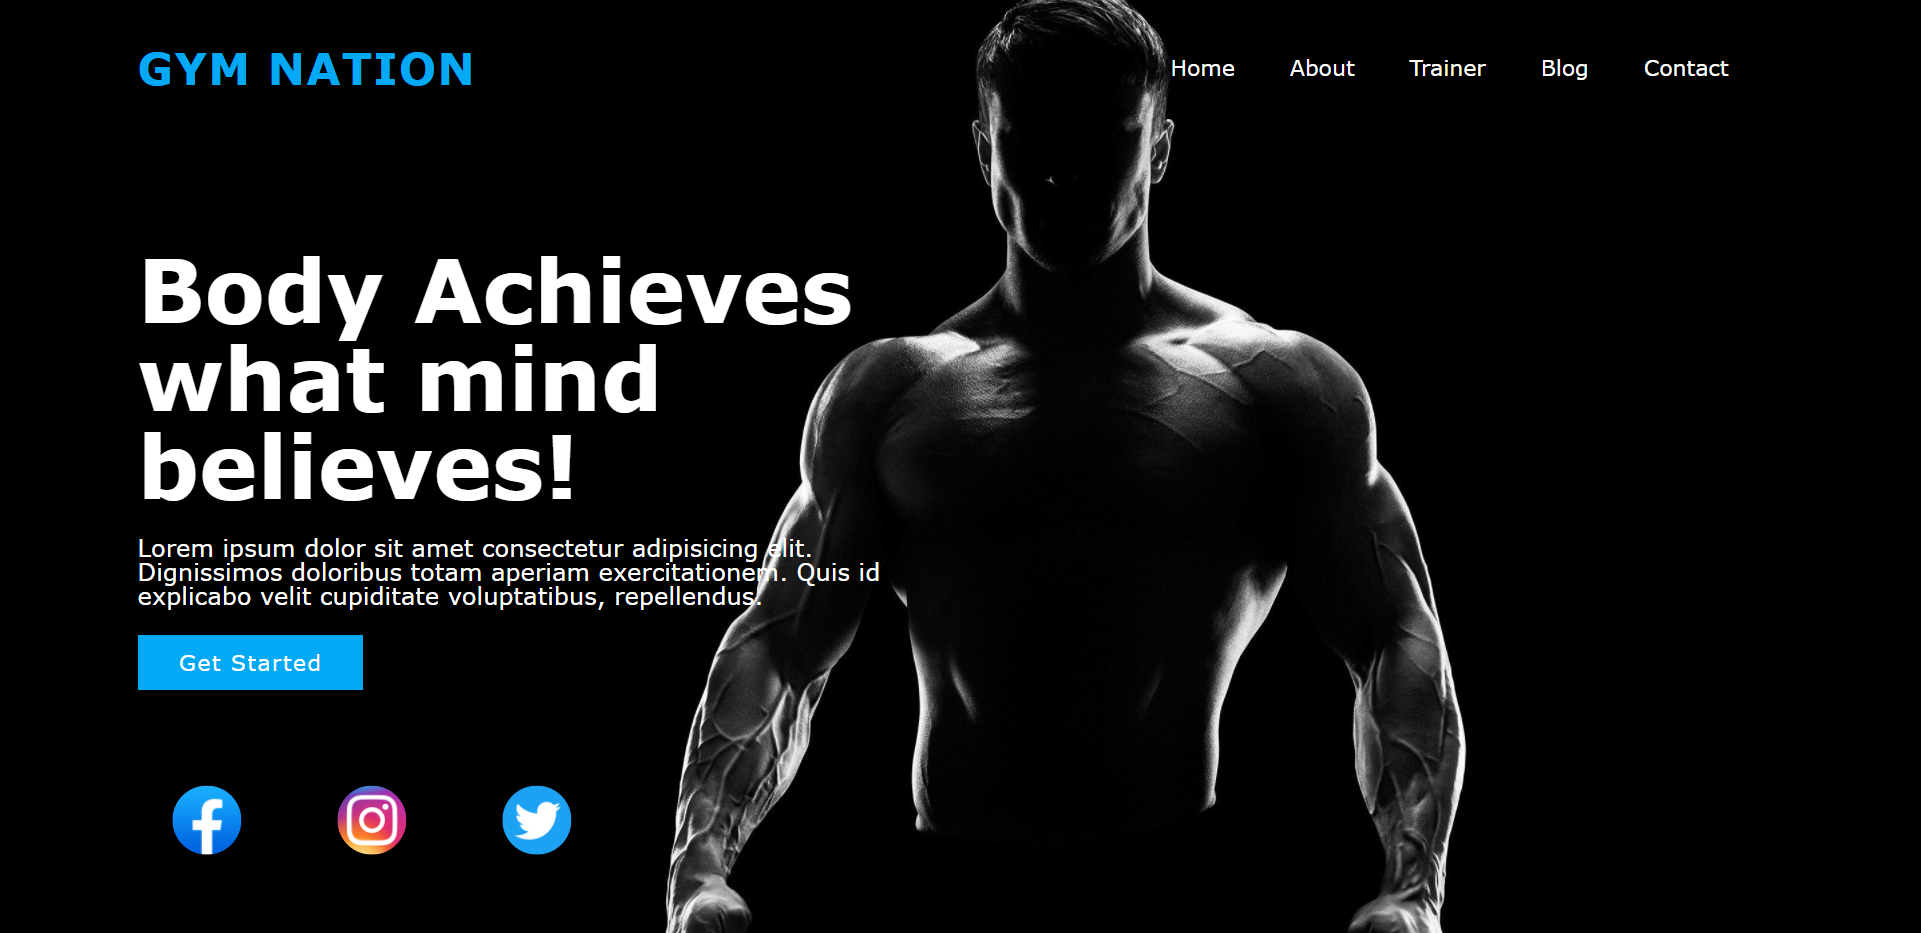 GYM NATION
Home About Trainer Blog Contact
Body Achieves
what mind
believes!
Lorem ipsum dolor sit amet consectetur adipisicing elit.
Dignissimos doloribus totam aperiam exercitationem. Quis id
explicabo velit cupiditate voluptatibus, repellendus.
Get Started